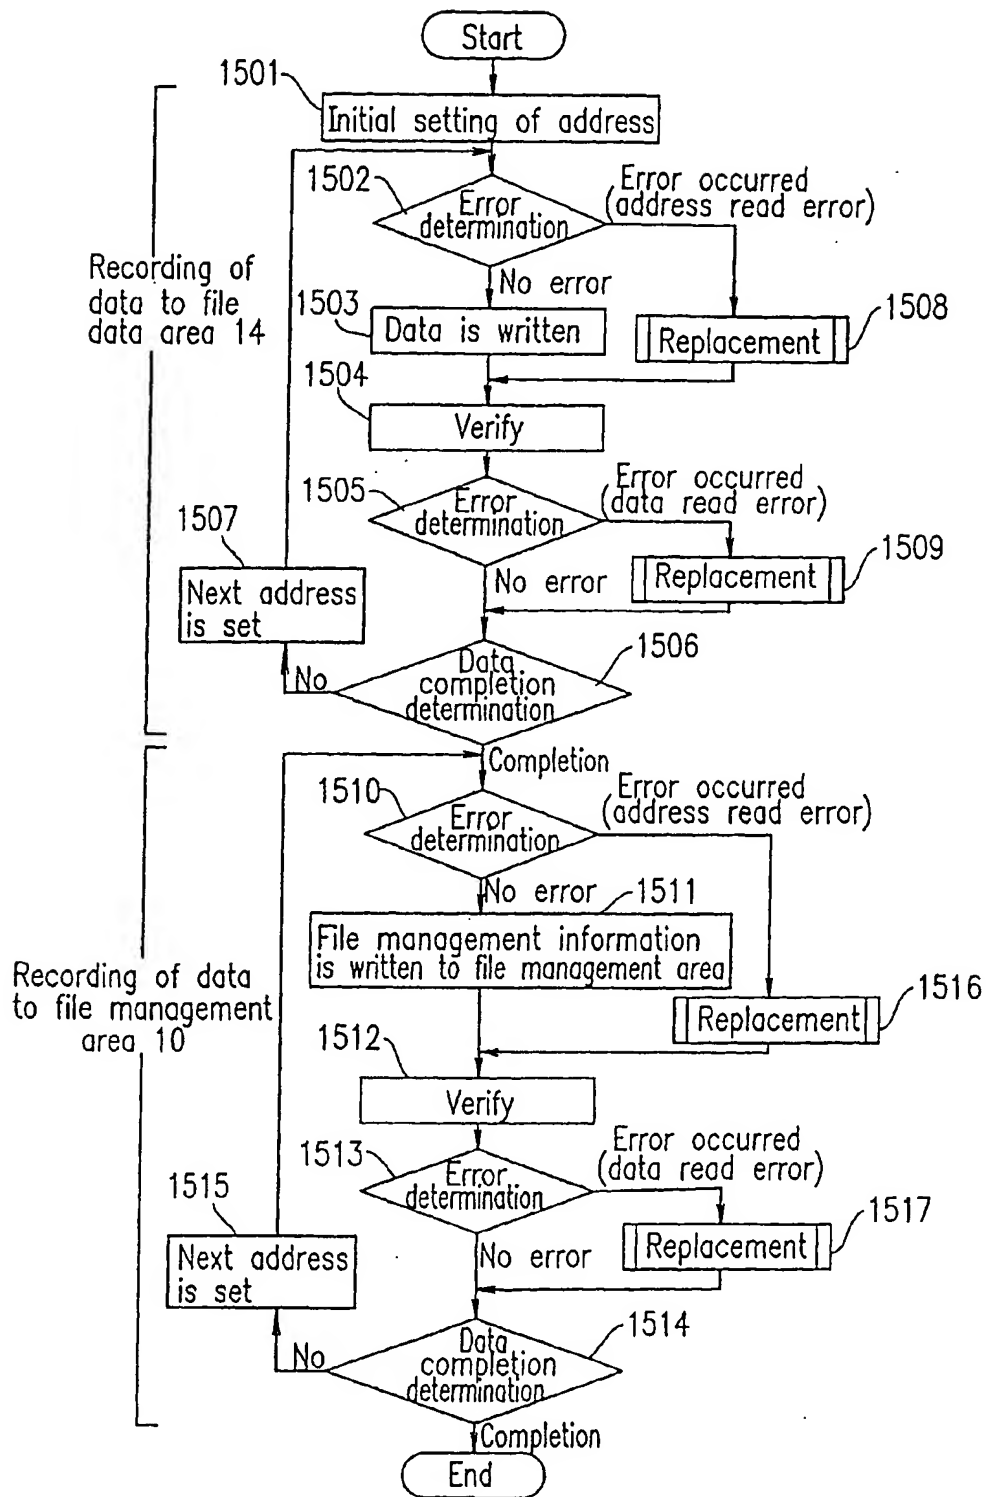 Start
1501
Initial setting of address
1502
Error
determination
Error occurred
(address read error)
No error
1503
Data is written
Replacement
1508
Recording of
data to file
data area 14
1504
Verify
1505
Error
determination
Error occurred
(data read error)
1507
Next address
is set
No error
Replacement
1509
No
Data
completion
determination
1506
Completion
1510
Error
determination
Error occurred
(address read error)
No error
1511
File management information
is written to file management area
Recording of data
to file management
area 10
Replacement
1516
1512
Verify
1513
Error
determination
Error occurred
(data read error)
1515
Next address
is set
No error
Replacement
1517
No
Data
completion
determination
1514
Completion
End